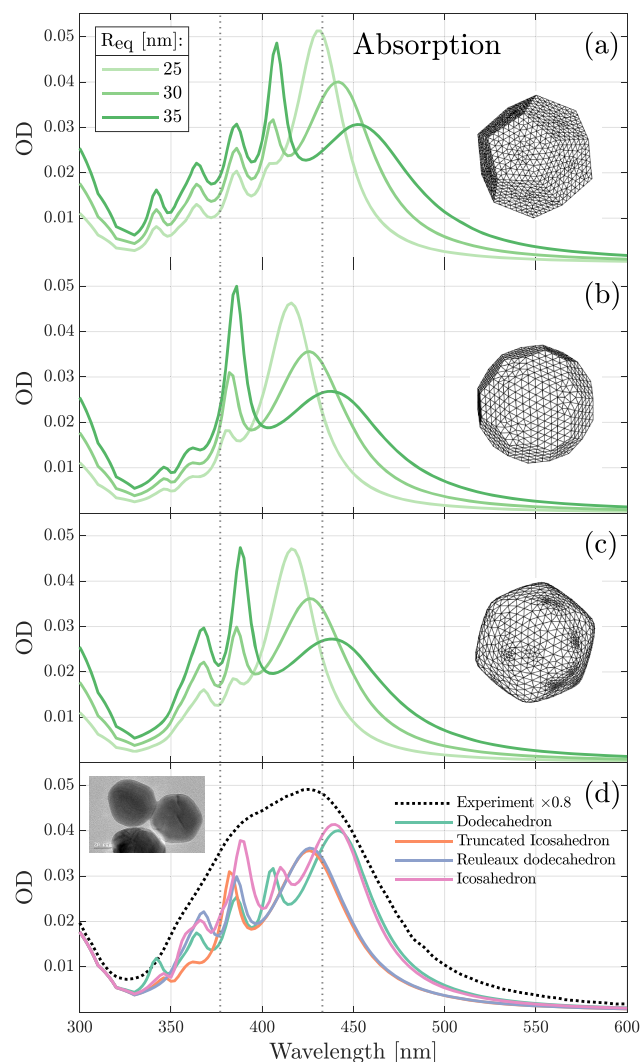 Absorption
(a)
R_eq [nm]:
25
30
35
0.05
0.04
0.03
0.02
0.01
OD
(b)
0.05
0.04
0.03
0.02
0.01
OD
(c)
0.05
0.04
0.03
0.02
0.01
OD
(d)
Experiment ×0.8
Dodecahedron
Truncated Icosahedron
Reuleaux dodecahedron
Icosahedron
0.05
0.04
0.03
0.02
0.01
OD
300 350 400 450 500 550 600
Wavelength [nm]